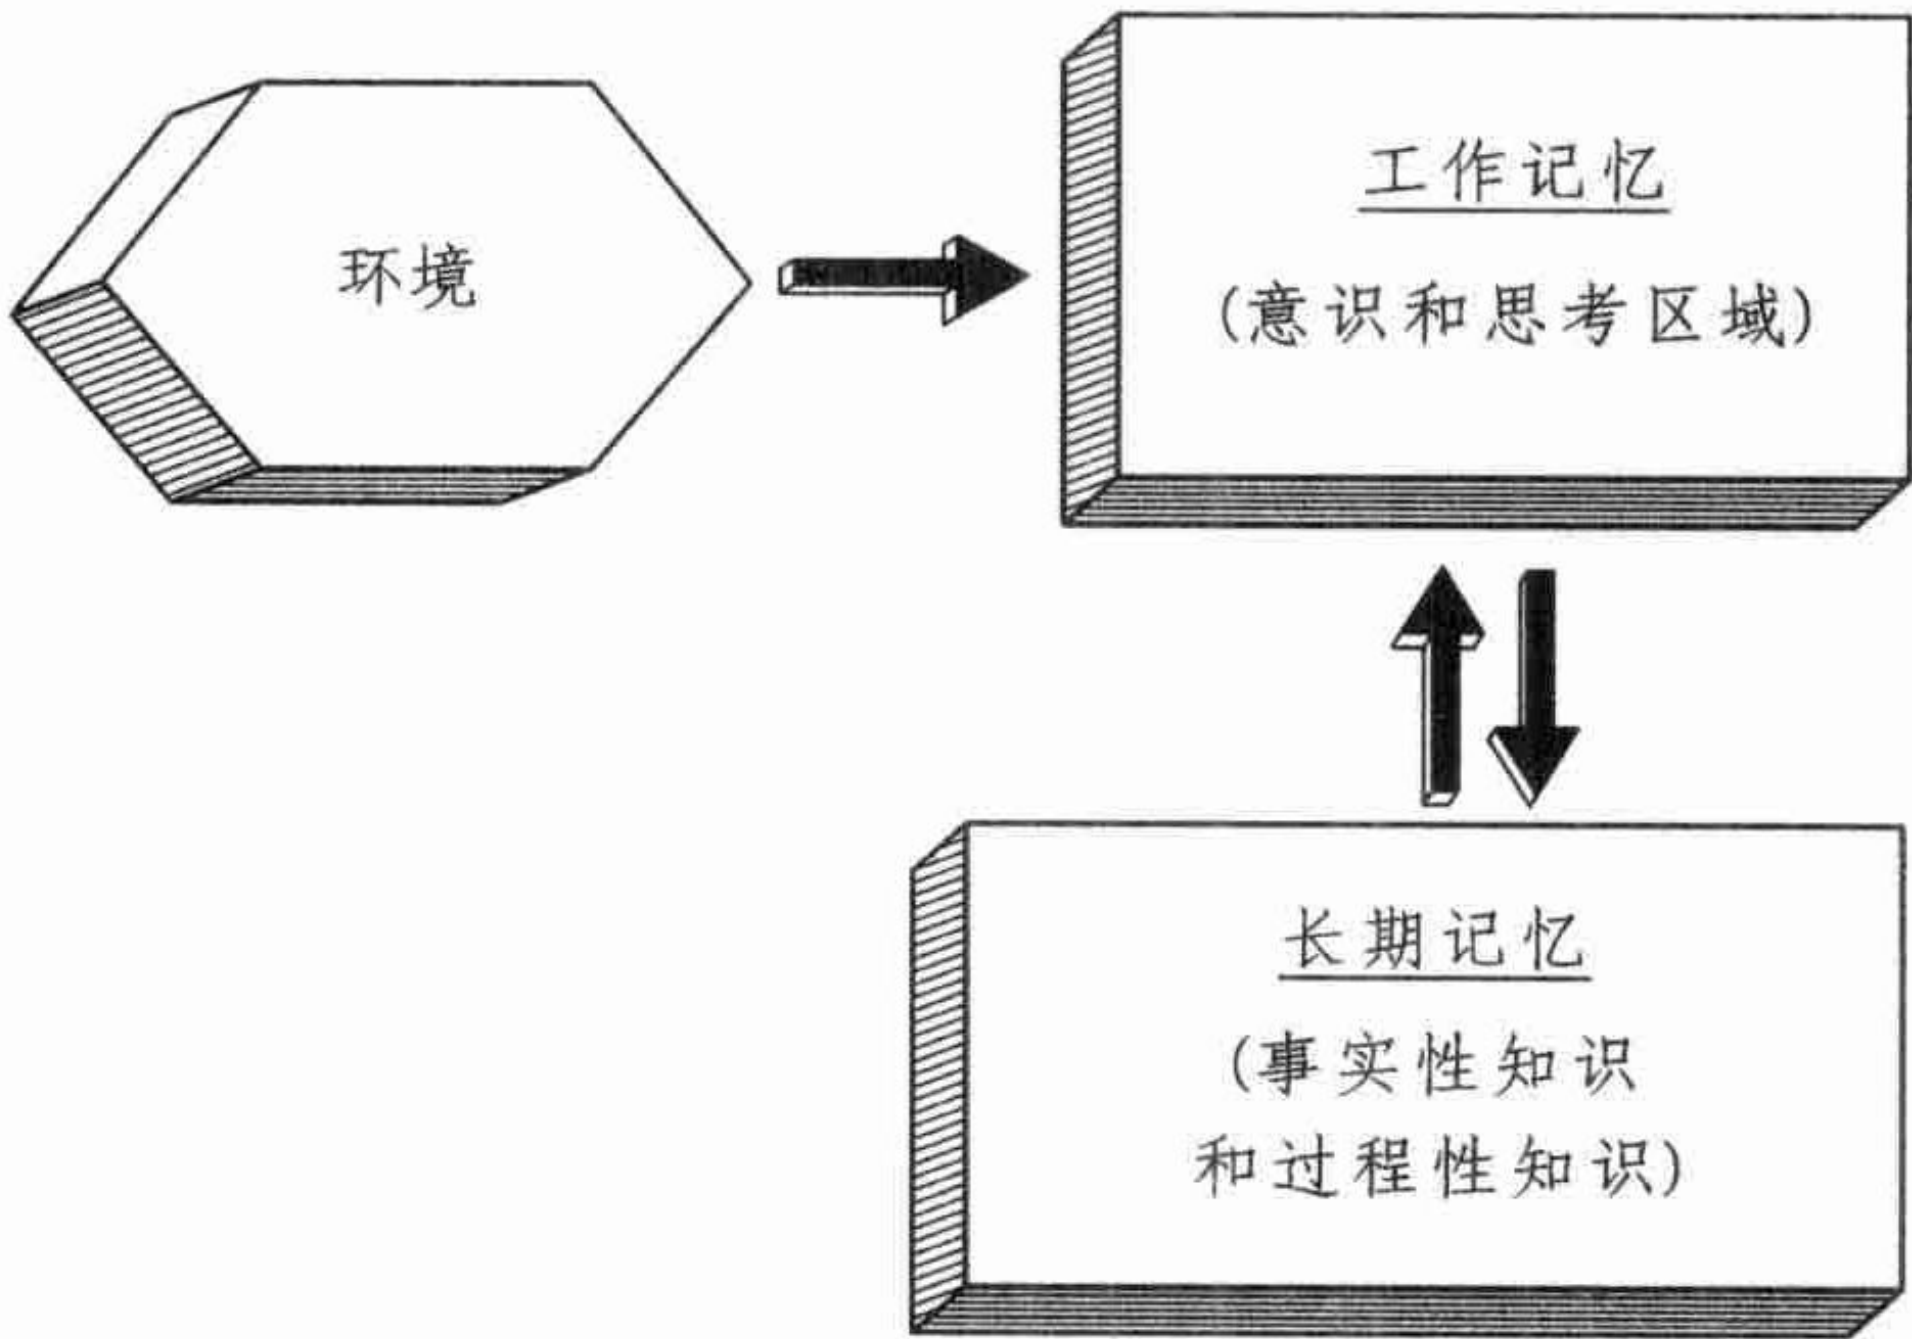 环境
工作记忆
(意识和思考区域)
长期记忆
(事实性知识
和过程性知识)